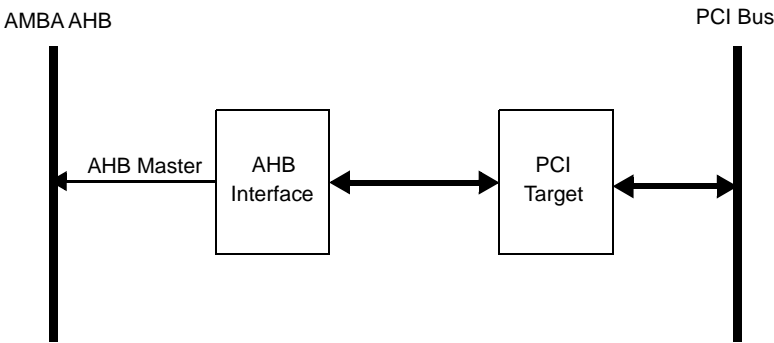 AMBA AHB
PCI Bus
AHB Master
AHB
Interface
PCI
Target